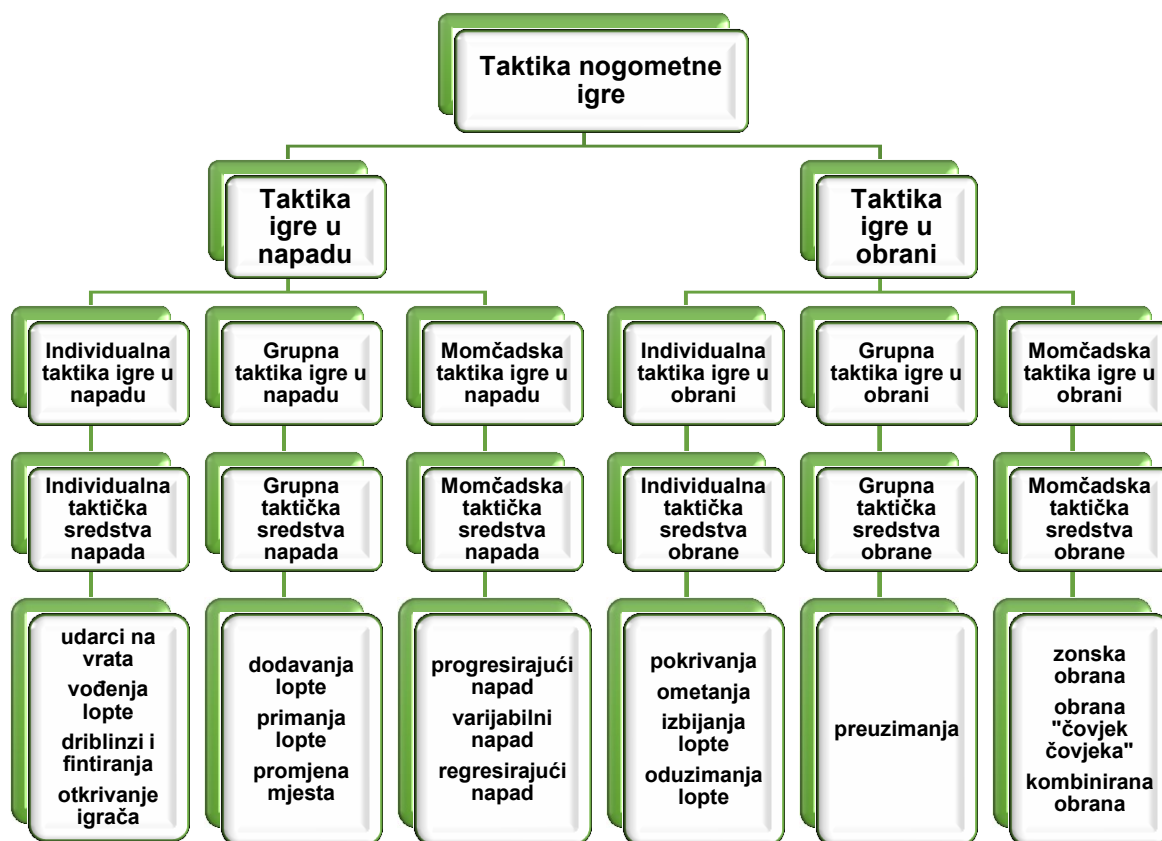 Taktika nogometne
igre
Taktika
igre u
napadu
Taktika
igre u
obrani
Individualna
taktika igre u
napadu
Grupna
taktika igre u
napadu
Momčadska
taktika igre u
napadu
Individualna
taktika igre u
obrani
Grupna
taktika igre u
obrani
Momčadska
taktika igre u
obrani
Individualna
taktička
sredstva
napada
Grupna
taktička
sredstva
napada
Momčadska
taktička
sredstva
napada
Individualna
taktička
sredstva
obrane
Grupna
taktička
sredstva
obrane
Momčadska
taktička
sredstva
obrane
udarci na
vrata
vođenja
lopte
driblinzi i
fintiranja
otkrivanje
igrača
dodavanja
lopte
primanja
lopte
promjena
mjesta
progresirajući
napad
varijabilni
napad
regresirajući
napad
pokrivanja
ometanja
izbijanja
lopte
oduzimanja
lopte
preuzimanja
zonska
obrana
obrana
"čovjek
čovjeka"
kombinirana
obrana